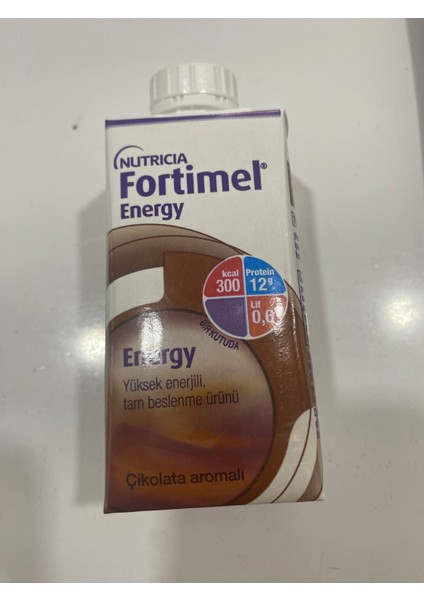 NUTRICIA
Fortimel®
Energy
kcal
300
Protein
12g
Lif
0,6
BİR KUTUDA
Energy
Yüksek enerjili,
tam beslenme ürünü
Çikolata aromalı